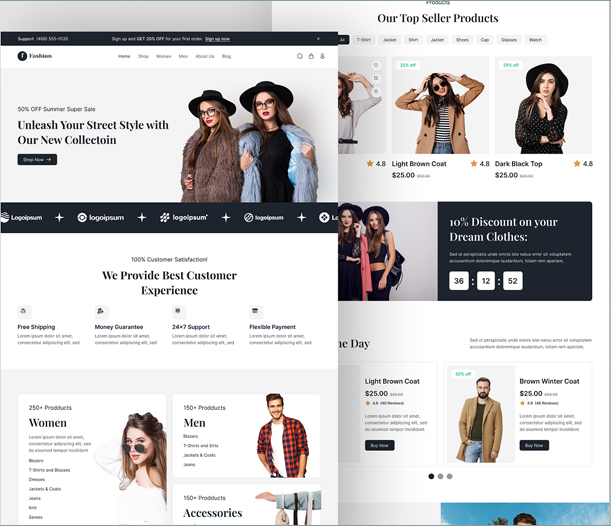 Support (406) 555-0120
Sign up and GET 20% OFF for your first order. Sign up now
×
f Fashion
Home Shop Women Men About Us Blog
50% OFF Summer Super Sale
Unleash Your Street Style with
Our New Collectoin
Shop Now →
Logoipsum logoipsum logoipsum logoipsum Lo
100% Customer Satisfaction!
We Provide Best Customer
Experience
Free Shipping
Lorem ipsum dolor sit amet,
consectetur adipiscing elit, sed
Money Guarantee
Lorem ipsum dolor sit amet,
consectetur adipiscing elit, sed
24x7 Support
Lorem ipsum dolor sit amet,
consectetur adipiscing elit, sed
Flexible Payment
Lorem ipsum dolor sit amet,
consectetur adipiscing elit, sed
250+ Products
Women
Lorem ipsum dolor sit amet,
consectetur adipiscing elit, sed
do eiusmod tempor incididunt
Blazers
T-Shirts and Blouses
Dresses
Jackets & Coats
Jeans
Knit
Sarees
150+ Products
Men
Blazers
T-Shirts and Sirts
Jackets & Coats
Jeans
150+ Products
Accessories
Products
Our Top Seller Products
All T-Shirt Jacket Shirt Jacket Shoes Cap Glasses Watch
4.8
25% off
Light Brown Coat 4.8
$25.00
25% off
Dark Black Top 4.8
$25.00
10% Discount on your
Dream Clothes:
Sed ut perspiciatis unde omnis iste natus error sit voluptatem
accusantium doloremque laudantium, totam rem aperiam,
36 : 12 : 52
he Day
Sed ut perspiciatis unde omnis iste natus error sit voluptatem
accusantium doloremque laudantium, totam rem aperiam,
Light Brown Coat
$25.00
4.8 (40 Reviews)
Lorem ipsum dolor sit amet,
consectetur adipiscing elit, sed
do eiusmod tempor incididunt
Buy Now
50% off
Brown Winter Coat
$25.00
4.8 (40 Reviews)
Lorem ipsum dolor sit amet,
consectetur adipiscing elit, sed
do eiusmod tempor incididunt
Buy Now